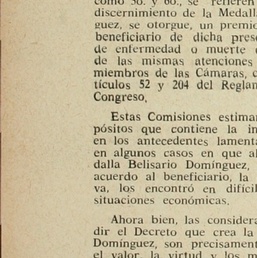 como 5o. y 6o., se refieren
discernimiento de la Medall
guez, se otorgue, un premio
beneficiario de dicha pres
de enfermedad o muerte
de las mismas atenciones
miembros de las Cámaras, c
tículos 52 y 204 del Reglam
Congreso,
Estas Comisiones estimar
pósitos que contiene la in
en los antecedentes lamenta
en algunos casos en que al
dalla Belisario Domínguez,
acuerdo al beneficiario, la
va, los encontró en difícil
situaciones económicas.
Ahora bien, las considera
dir el Decreto que crea la
Domínguez, son precisament
el valor, la virtud y los m